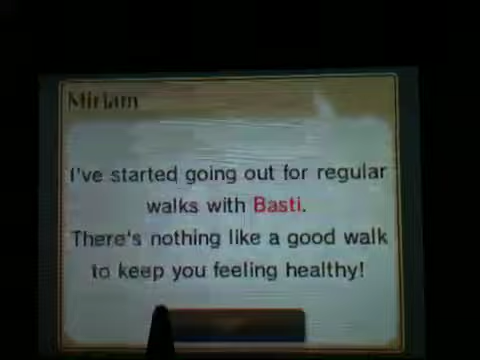 Miriam
I've started going out for regular
walks with Basti.
There's nothing like a good walk
to keep you feeling healthy!